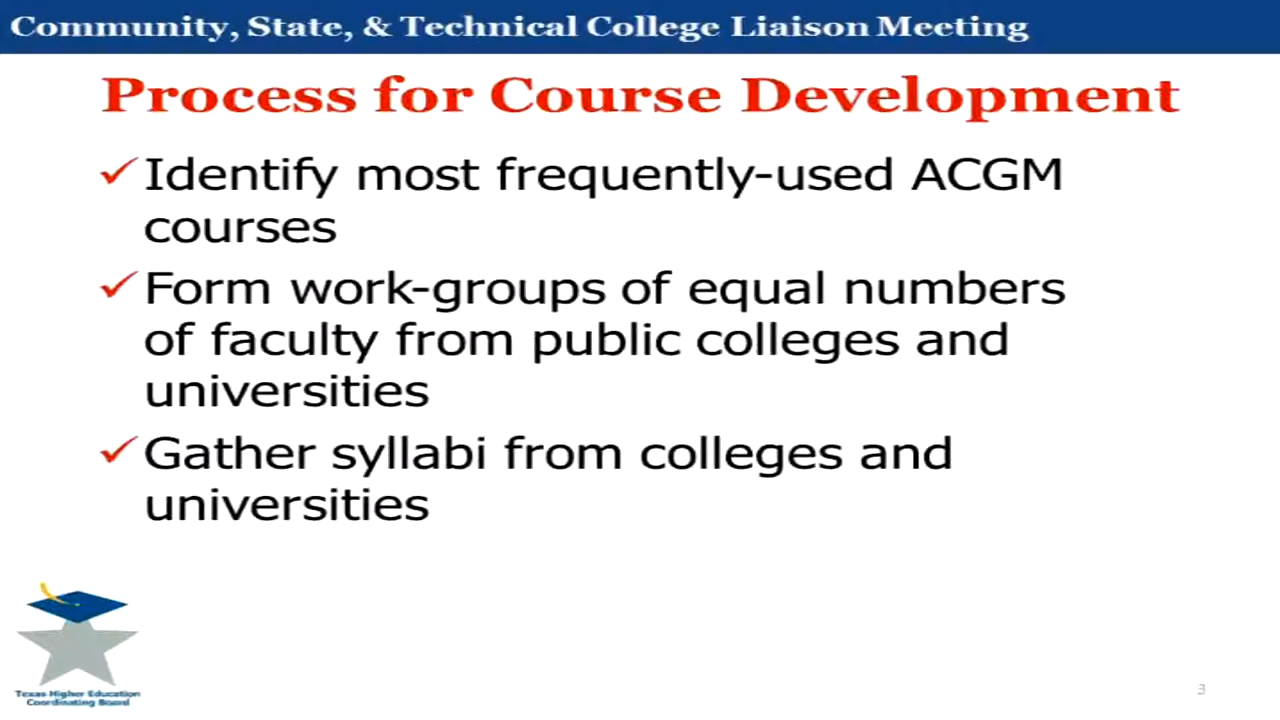 Community, State, & Technical College Liaison Meeting
Process for Course Development
Identify most frequently-used ACGM
courses
Form work-groups of equal numbers
of faculty from public colleges and
universities
Gather syllabi from colleges and
universities
Texas Higher Education
Coordinating Board
3